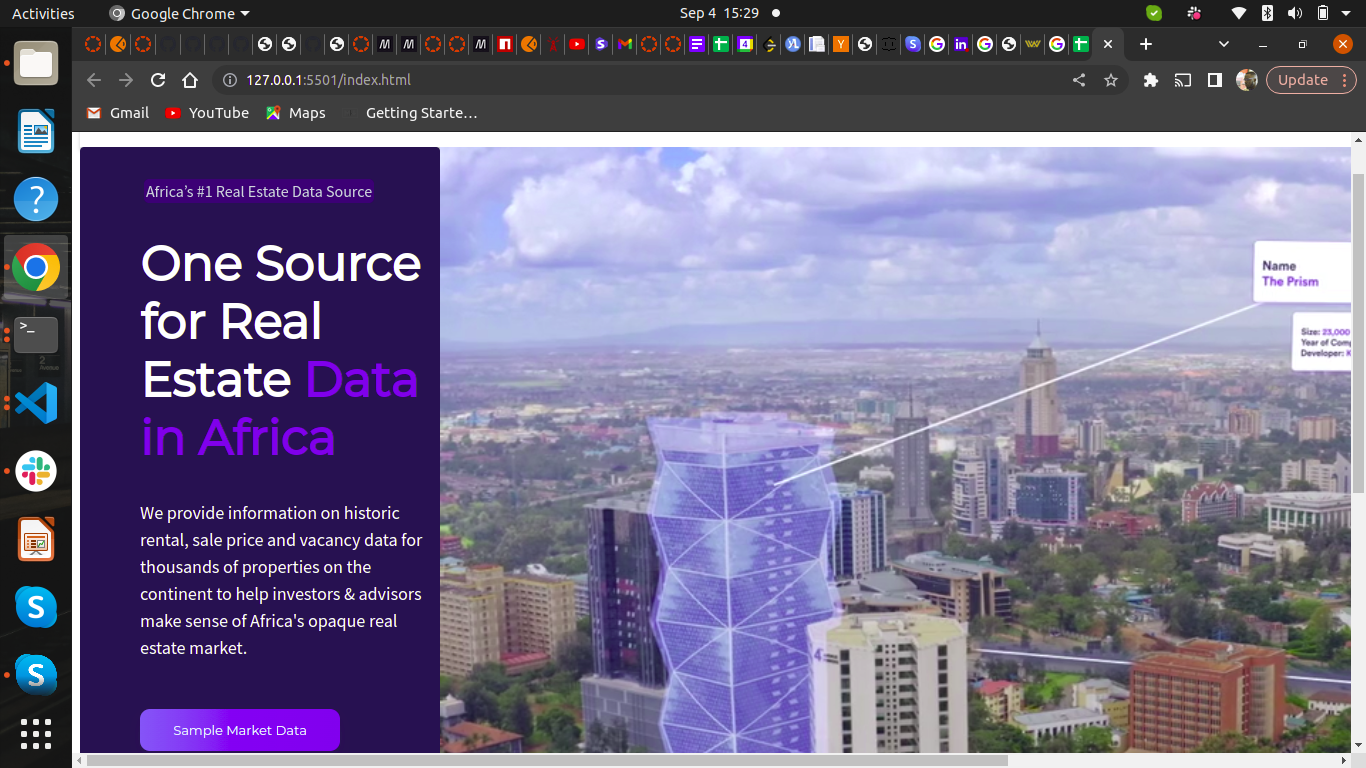 Activities
Google Chrome
Sep 4 15:29
127.0.0.1:5501/index.html
Update
Gmail
YouTube
Maps
Getting Starte…
Africa’s #1 Real Estate Data Source
One Source
for Real
Estate Data
in Africa
We provide information on historic
rental, sale price and vacancy data for
thousands of properties on the
continent to help investors & advisors
make sense of Africa's opaque real
estate market.
Sample Market Data
Name
The Prism
Size: 23,000
Year of Comp
Developer: K